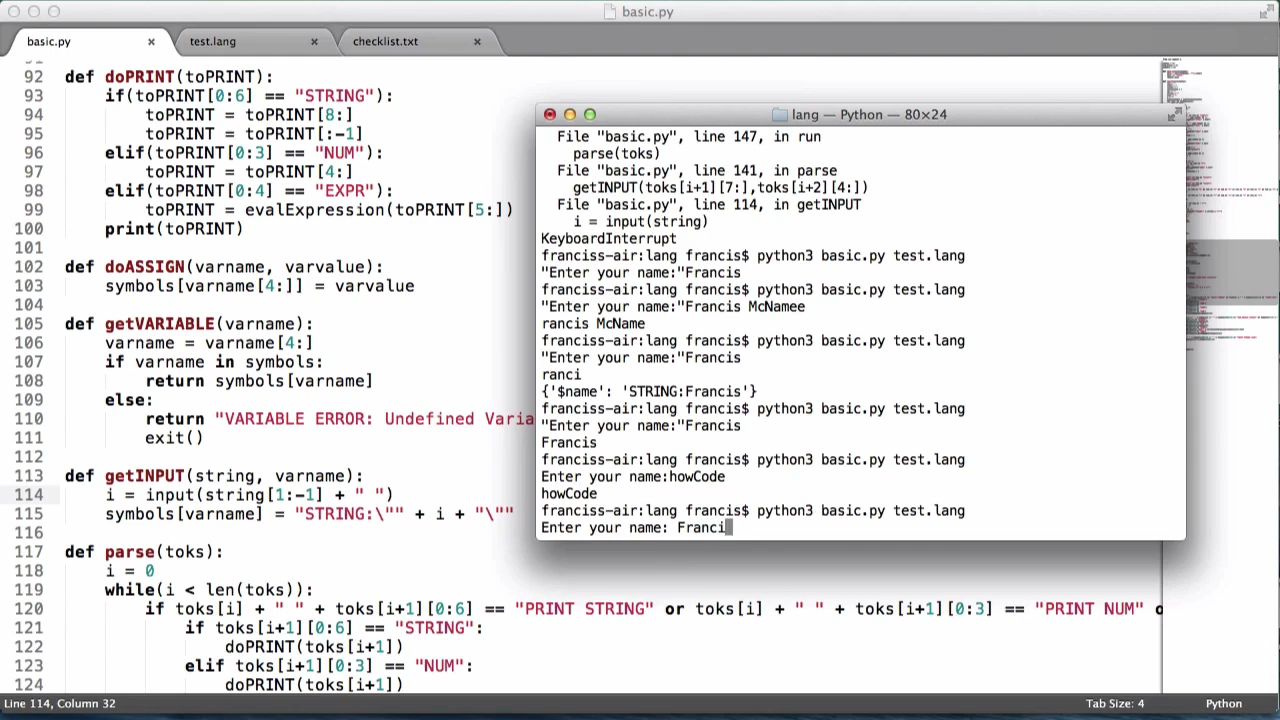 basic.py
basic.py × test.lang × checklist.txt ×
92 def doPRINT(toPRINT):
93 if(toPRINT[0:6] == "STRING"):
94 toPRINT = toPRINT[8:]
95 toPRINT = toPRINT[:-1]
96 elif(toPRINT[0:3] == "NUM"):
97 toPRINT = toPRINT[4:]
98 elif(toPRINT[0:4] == "EXPR"):
99 toPRINT = evalExpression(toPRINT[5:])
100 print(toPRINT)
101
102 def doASSIGN(varname, varvalue):
103 symbols[varname[4:]] = varvalue
104
105 def getVARIABLE(varname):
106 varname = varname[4:]
107 if varname in symbols:
108 return symbols[varname]
109 else:
110 return "VARIABLE ERROR: Undefined Varia
111 exit()
112
113 def getINPUT(string, varname):
114 i = input(string[1:-1] + " ")
115 symbols[varname] = "STRING:\"" + i + "\""
116
117 def parse(toks):
118 i = 0
119 while(i < len(toks)):
120 if toks[i] + " " + toks[i+1][0:6] == "PRINT STRING" or toks[i] + " " + toks[i+1][0:3] == "PRINT NUM" o
121 if toks[i+1][0:6] == "STRING":
122 doPRINT(toks[i+1])
123 elif toks[i+1][0:3] == "NUM":
124 doPRINT(toks[i+1])
lang — Python — 80×24
File "basic.py", line 147, in run
parse(toks)
File "basic.py", line in parse
getINPUT(toks[i+1][7:],toks[i+2][4:])
File "basic.py", line 114, in getINPUT
i = input(string)
KeyboardInterrupt
franciss-air:lang francis$ python3 basic.py test.lang
"Enter your name:"Francis
franciss-air:lang francis$ python3 basic.py test.lang
"Enter your name:"Francis McNamee
rancis McName
franciss-air:lang francis$ python3 basic.py test.lang
"Enter your name:"Francis
ranci
{'$name': 'STRING:Francis'}
franciss-air:lang francis$ python3 basic.py test.lang
"Enter your name:"Francis
Francis
franciss-air:lang francis$ python3 basic.py test.lang
Enter your name:howCode
howCode
franciss-air:lang francis$ python3 basic.py test.lang
Enter your name: Franci
Line 114, Column 32
Tab Size: 4 Python